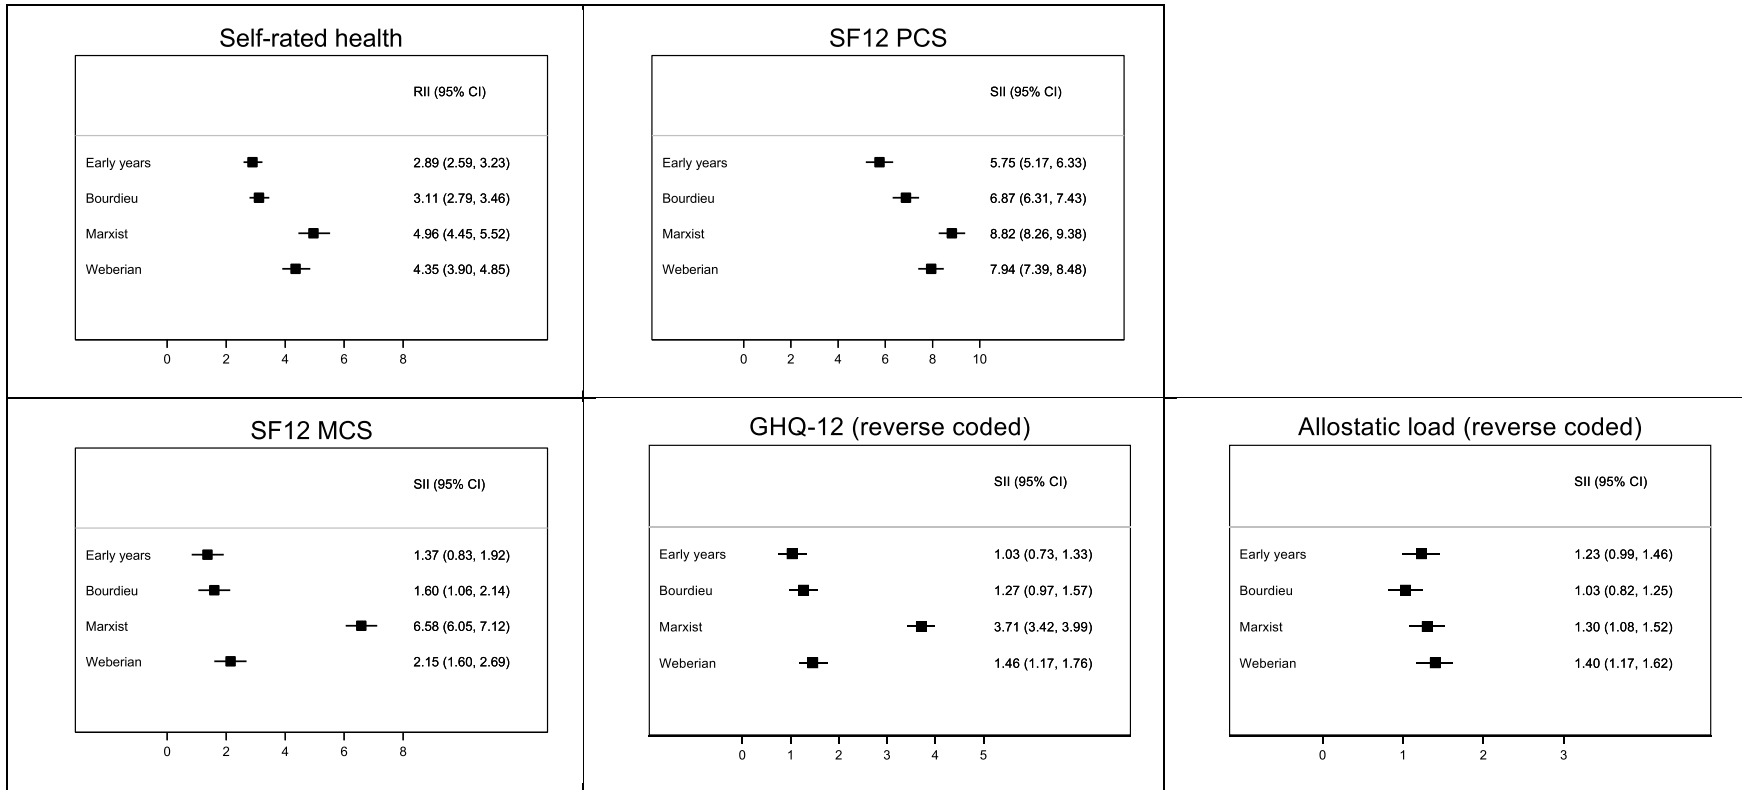 Self-rated health
RII (95% CI)
Early years 2.89 (2.59, 3.23)
Bourdieu 3.11 (2.79, 3.46)
Marxist 4.96 (4.45, 5.52)
Weberian 4.35 (3.90, 4.85)
0 2 4 6 8
SF12 PCS
SII (95% CI)
Early years 5.75 (5.17, 6.33)
Bourdieu 6.87 (6.31, 7.43)
Marxist 8.82 (8.26, 9.38)
Weberian 7.94 (7.39, 8.48)
0 2 4 6 8 10
SF12 MCS
SII (95% CI)
Early years 1.37 (0.83, 1.92)
Bourdieu 1.60 (1.06, 2.14)
Marxist 6.58 (6.05, 7.12)
Weberian 2.15 (1.60, 2.69)
0 2 4 6 8
GHQ-12 (reverse coded)
SII (95% CI)
Early years 1.03 (0.73, 1.33)
Bourdieu 1.27 (0.97, 1.57)
Marxist 3.71 (3.42, 3.99)
Weberian 1.46 (1.17, 1.76)
0 1 2 3 4 5
Allostatic load (reverse coded)
SII (95% CI)
Early years 1.23 (0.99, 1.46)
Bourdieu 1.03 (0.82, 1.25)
Marxist 1.30 (1.08, 1.52)
Weberian 1.40 (1.17, 1.62)
0 1 2 3